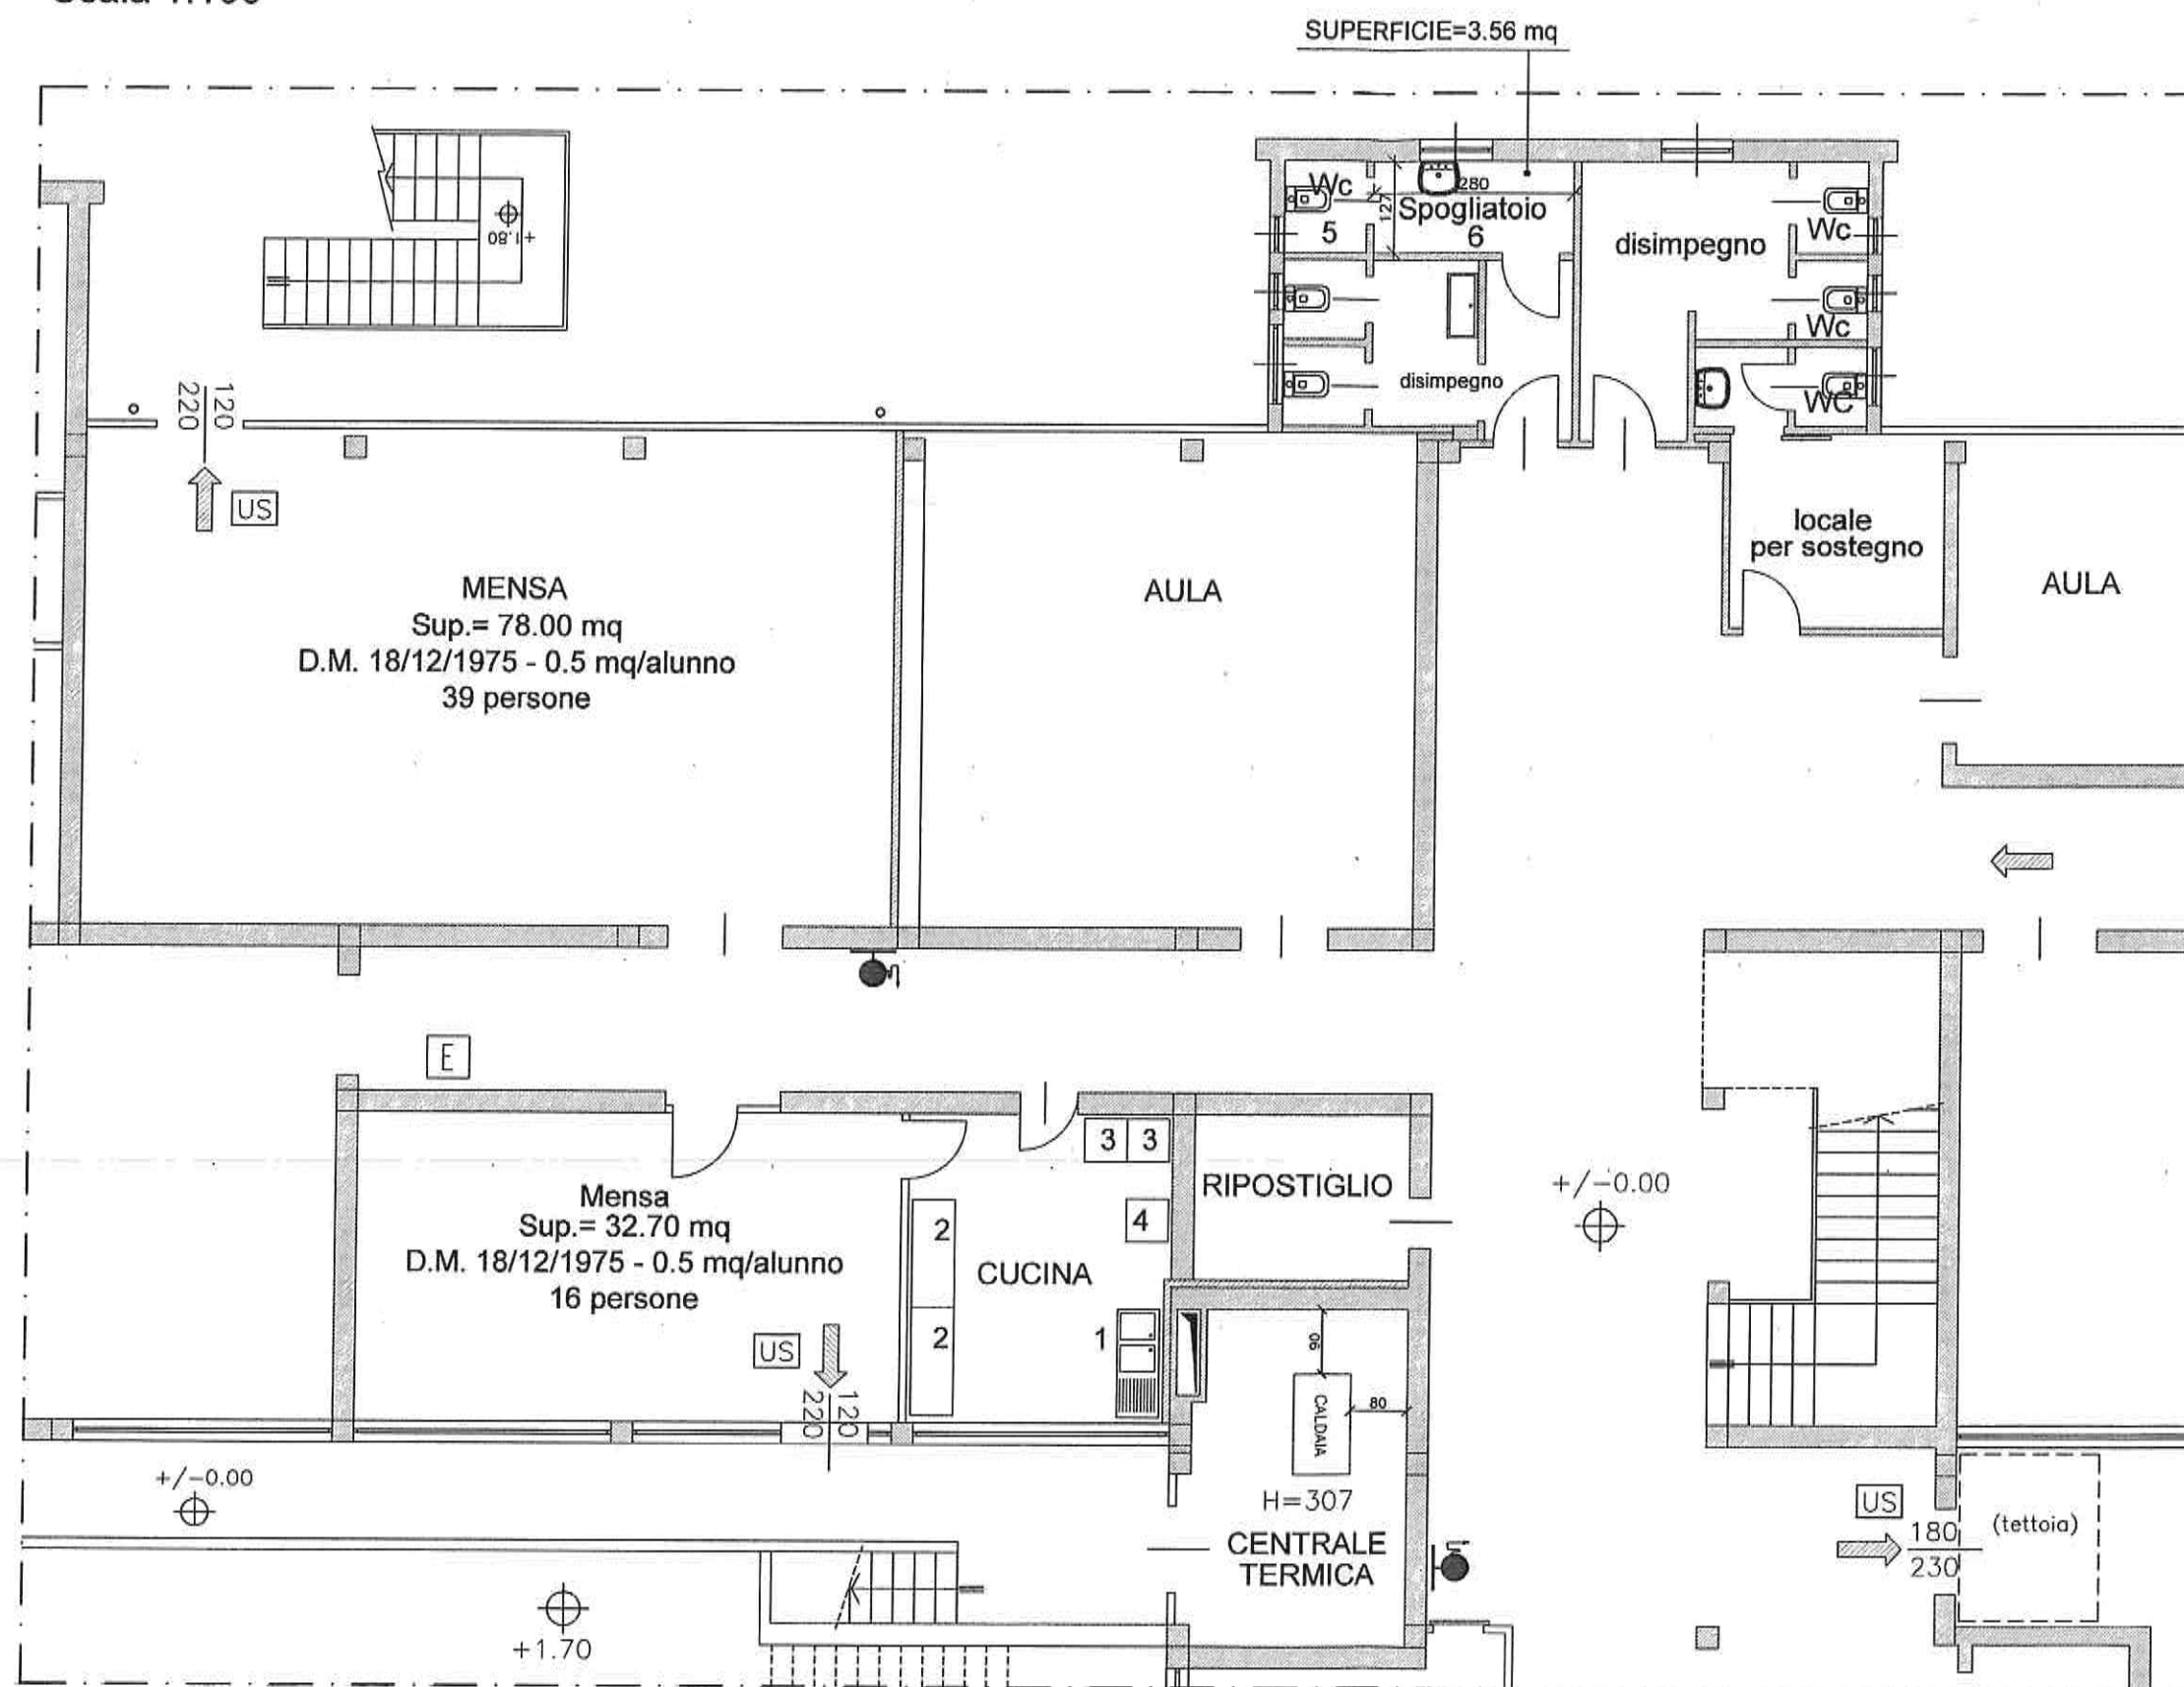 SUPERFICIE=3.56 mq
+1.80
Wc
280
127
Spogliatoio
5
6
disimpegno
Wc
Wc
disimpegno
WC
120
220
US
locale
per sostegno
MENSA
Sup.= 78.00 mq
D.M. 18/12/1975 - 0.5 mq/alunno
39 persone
AULA
AULA
E
3 3
Mensa
Sup.= 32.70 mq
D.M. 18/12/1975 - 0.5 mq/alunno
16 persone
2
4
CUCINA
RIPOSTIGLIO
+/-0.00
2
1
US
120
220
90
CALDAIA
80
+/-0.00
H=307
CENTRALE
TERMICA
US
180
230
(tettoia)
+1.70